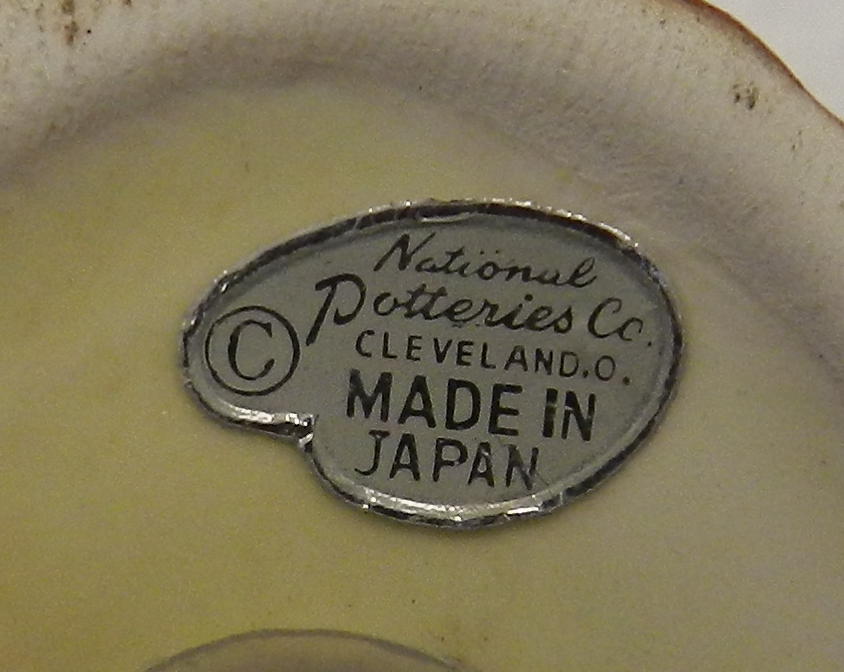 National
Potteries Co.
©
CLEVELAND.O.
MADE IN
JAPAN